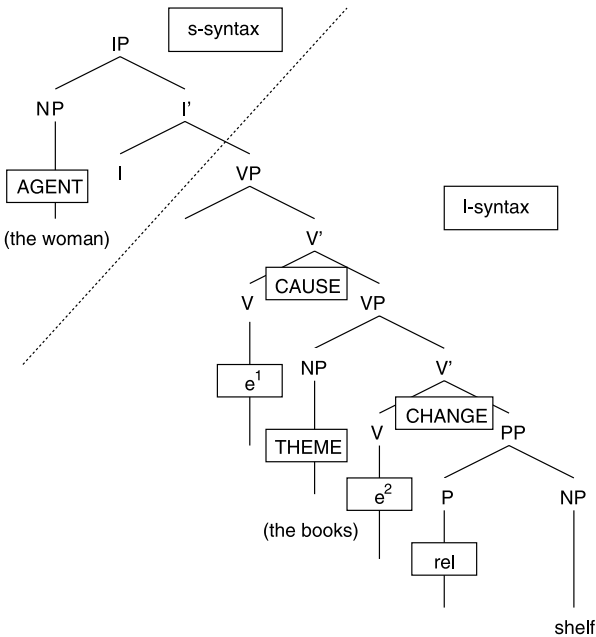 s-syntax
IP
NP I'
AGENT I VP
(the woman)
l-syntax
V'
CAUSE
V VP
e¹ NP V'
CHANGE
THEME V PP
e² P NP
(the books)
rel
shelf